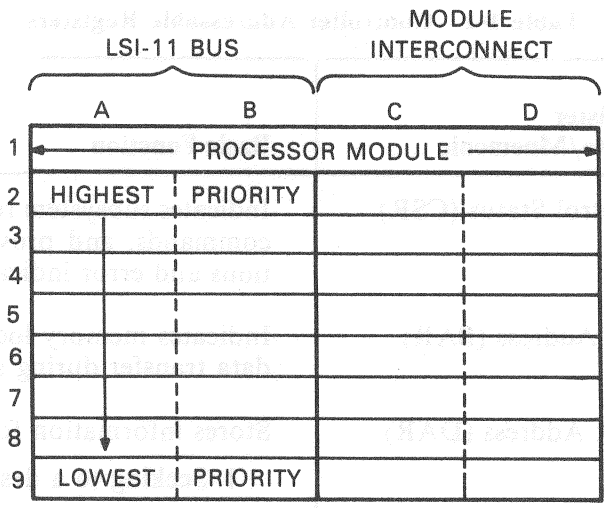 LSI-11 BUS
MODULE
INTERCONNECT
A B C D
1 PROCESSOR MODULE
2 HIGHEST PRIORITY
3
4
5
6
7
8
9 LOWEST PRIORITY